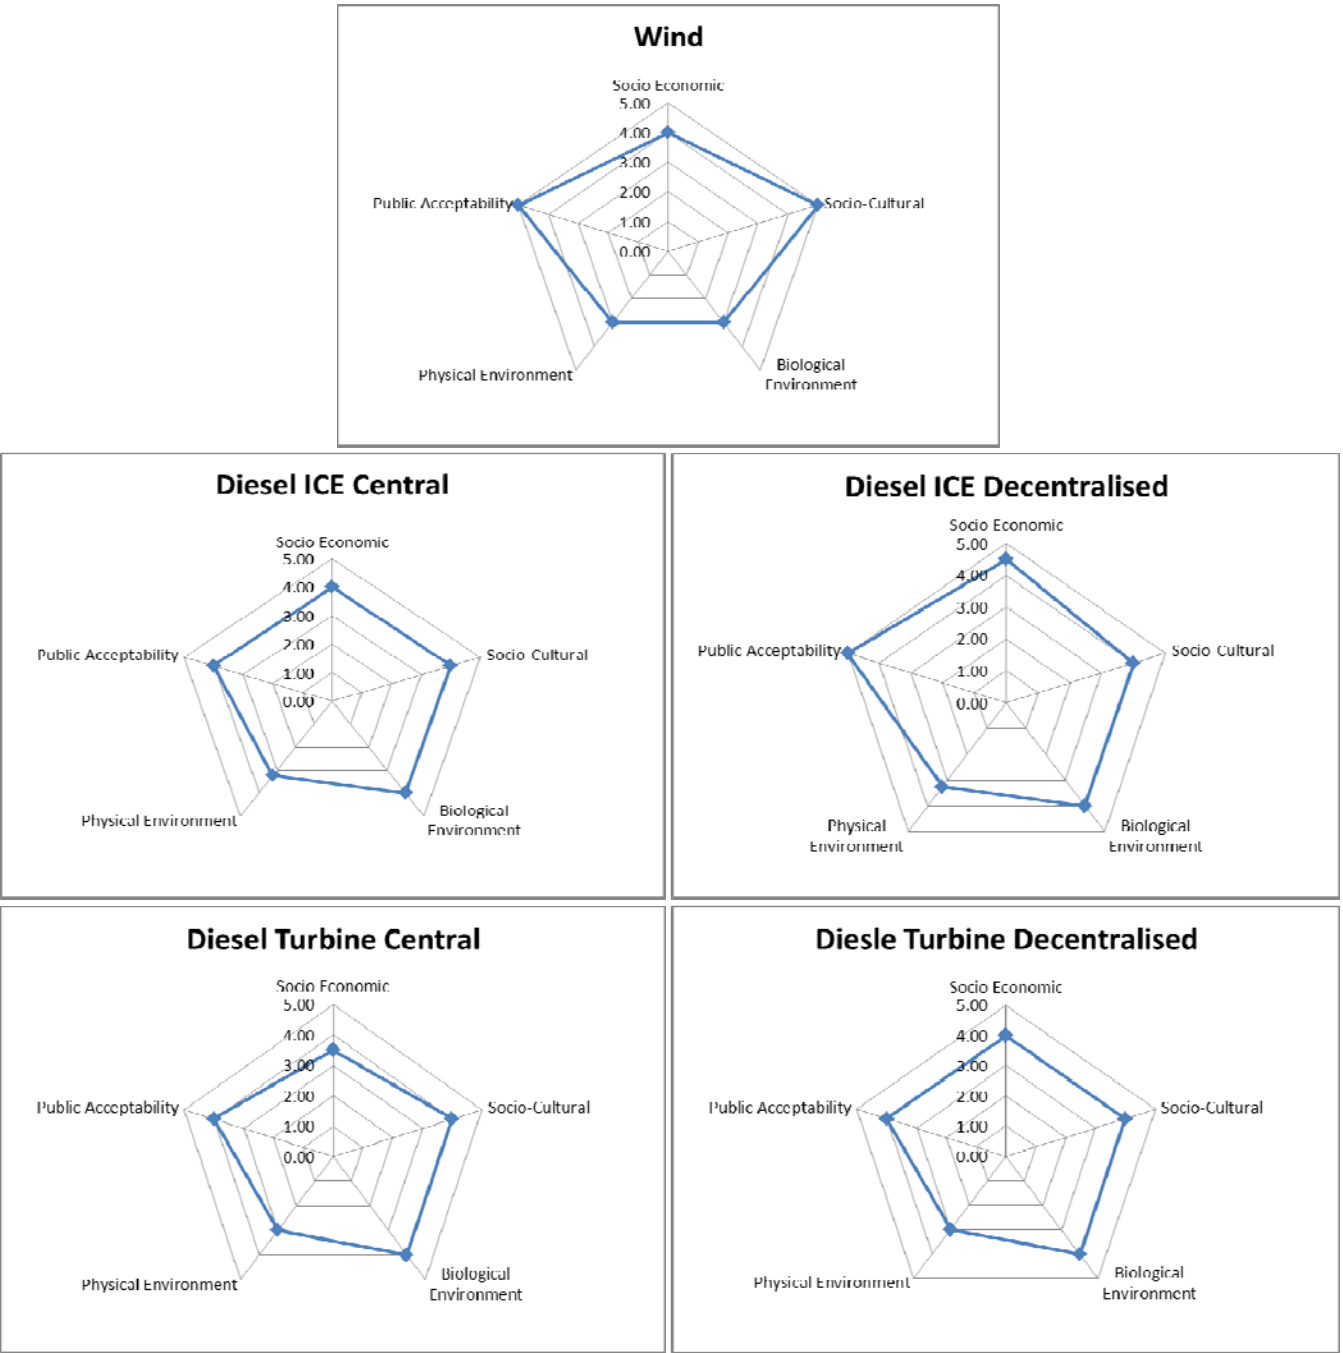 Wind
Socio Economic
5.00
4.00
3.00
2.00
1.00
0.00
Public Acceptability
Socio-Cultural
Physical Environment
Biological
Environment
Diesel ICE Central
Socio Economic
5.00
4.00
3.00
2.00
1.00
0.00
Public Acceptability
Socio-Cultural
Physical Environment
Biological
Environment
Diesel ICE Decentralised
Socio Economic
5.00
4.00
3.00
2.00
1.00
0.00
Public Acceptability
Socio-Cultural
Physical
Environment
Biological
Environment
Diesel Turbine Central
Socio Economic
5.00
4.00
3.00
2.00
1.00
0.00
Public Acceptability
Socio-Cultural
Physical Environment
Biological
Environment
Diesle Turbine Decentralised
Socio Economic
5.00
4.00
3.00
2.00
1.00
0.00
Public Acceptability
Socio-Cultural
Physical Environment
Biological
Environment